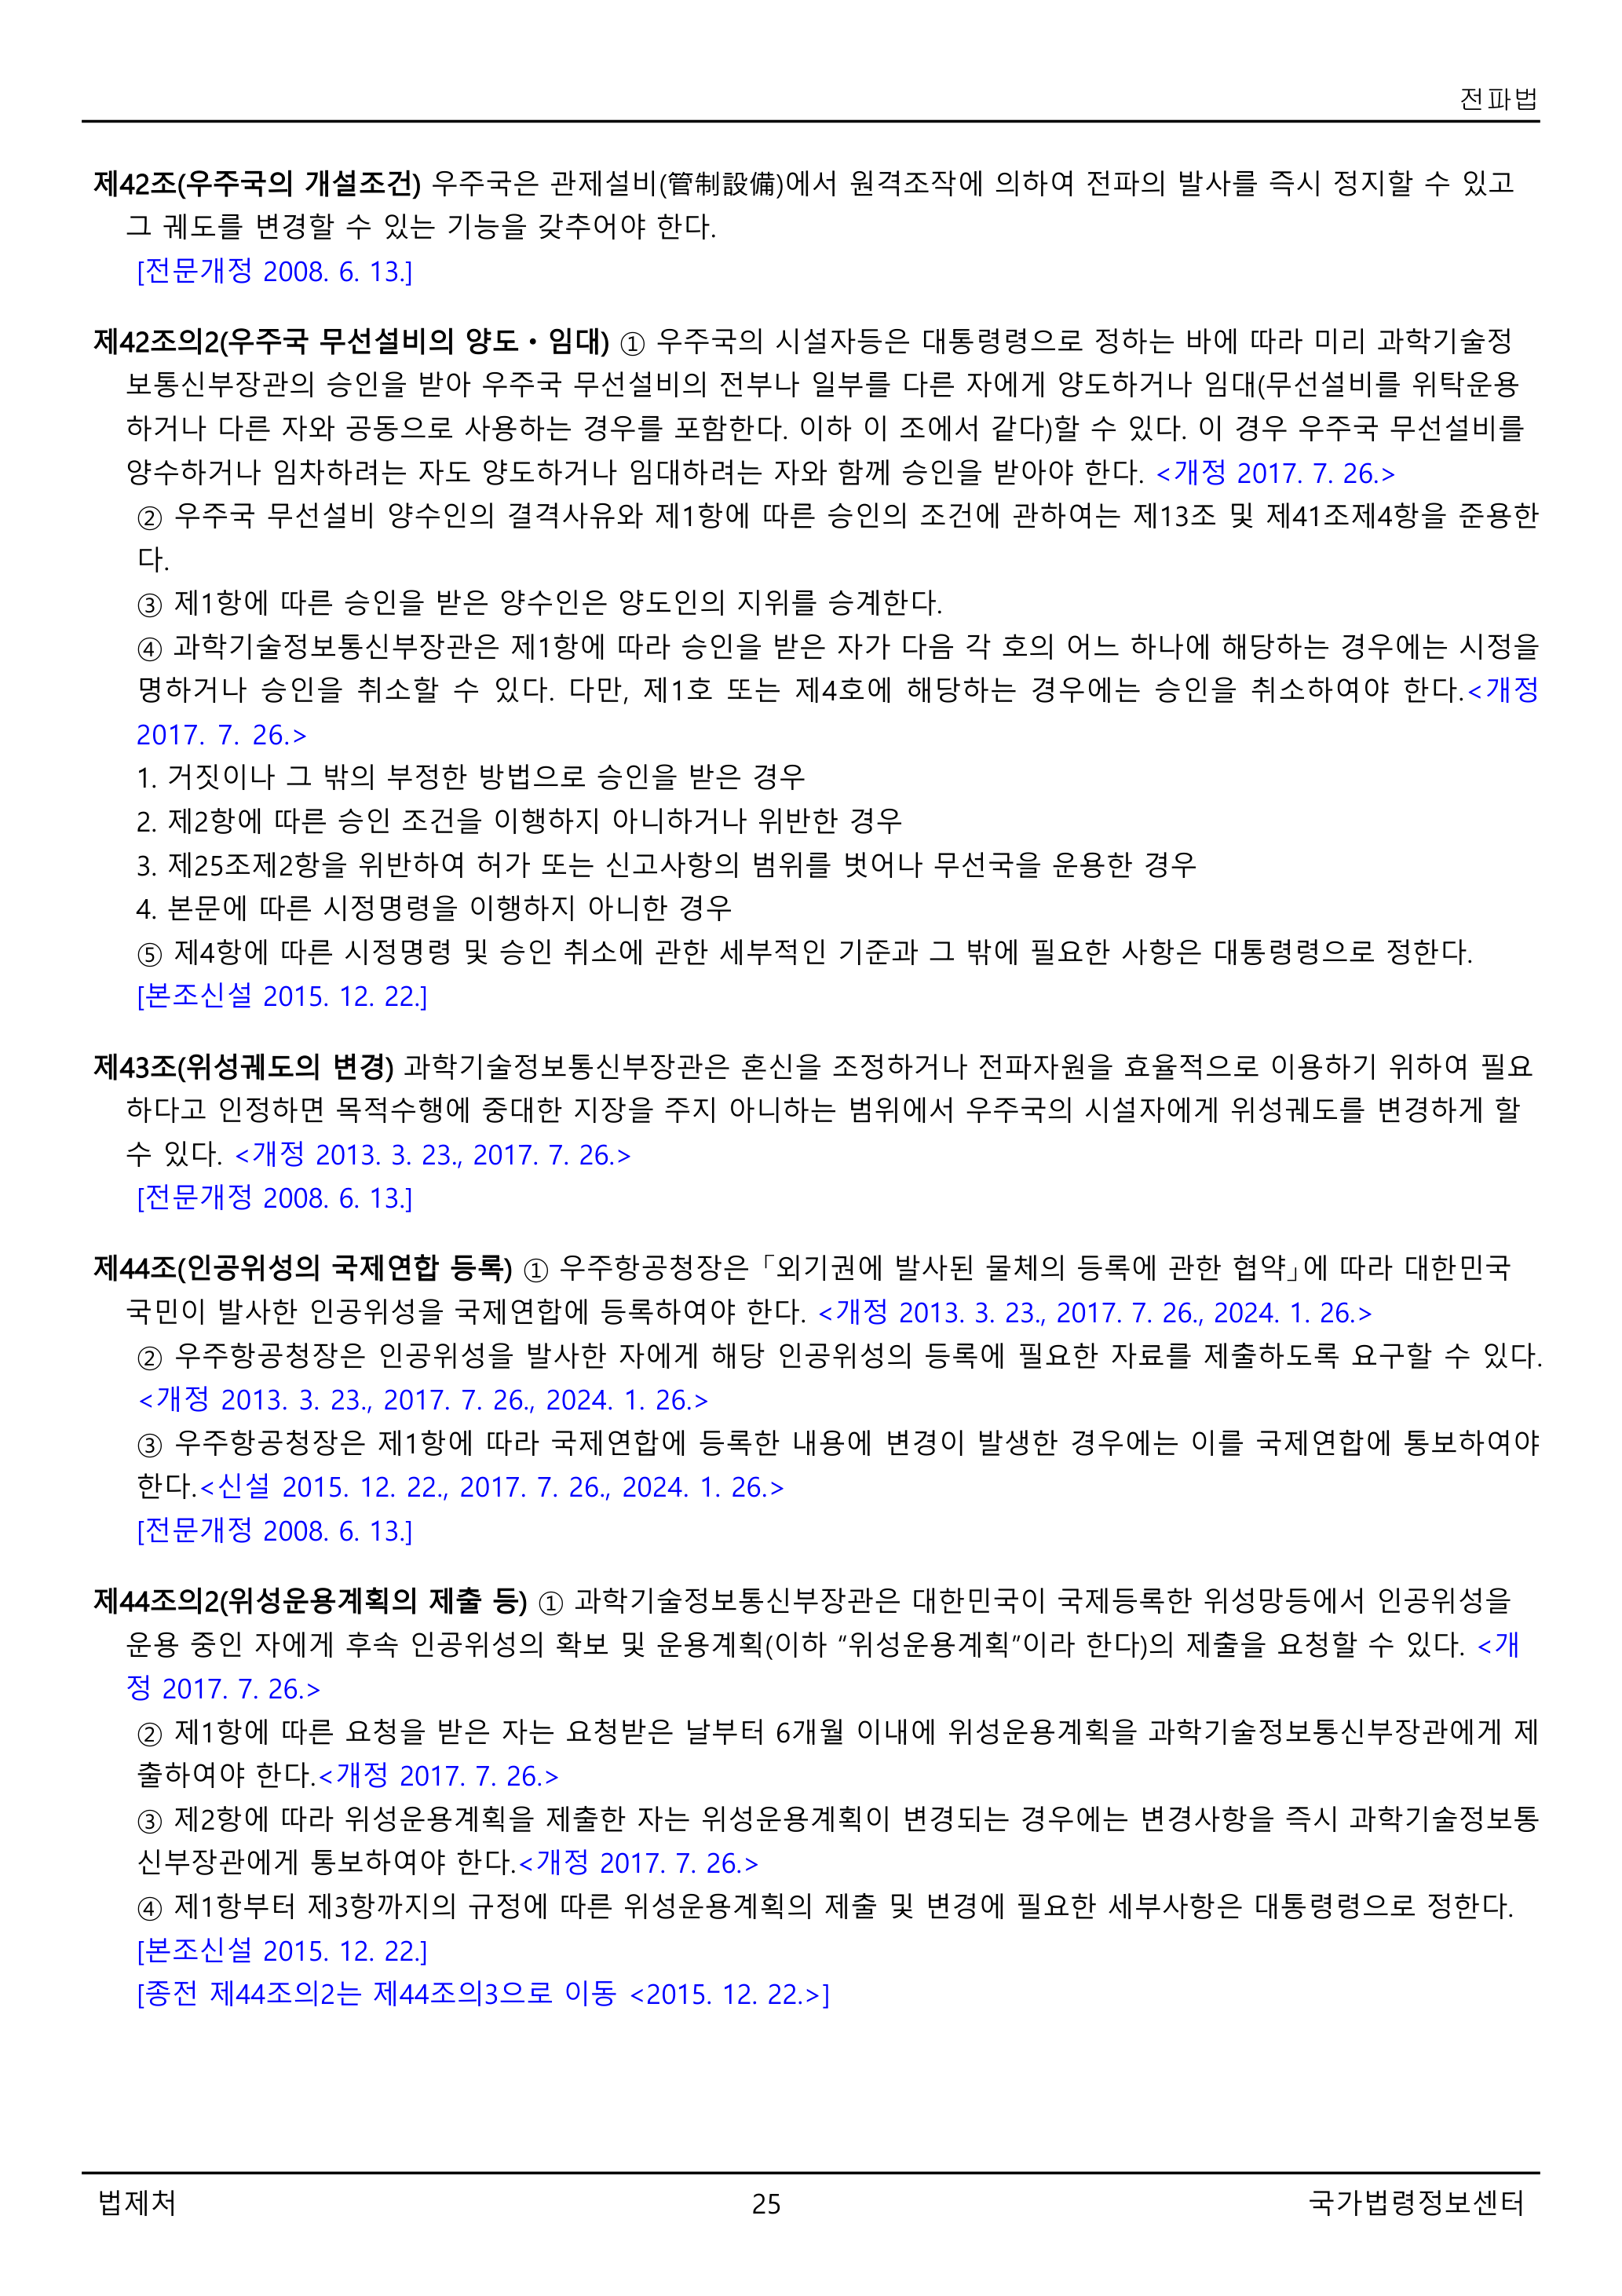 전파법
제42조(우주국의 개설조건) 우주국은 관제설비(管制設備)에서 원격조작에 의하여 전파의 발사를 즉시 정지할 수 있고
그 궤도를 변경할 수 있는 기능을 갖추어야 한다.
[전문개정 2008. 6. 13.]
제42조의2(우주국 무선설비의 양도ㆍ임대) ① 우주국의 시설자등은 대통령령으로 정하는 바에 따라 미리 과학기술정
보통신부장관의 승인을 받아 우주국 무선설비의 전부나 일부를 다른 자에게 양도하거나 임대(무선설비를 위탁운용
하거나 다른 자와 공동으로 사용하는 경우를 포함한다. 이하 이 조에서 같다)할 수 있다. 이 경우 우주국 무선설비를
양수하거나 임차하려는 자도 양도하거나 임대하려는 자와 함께 승인을 받아야 한다. <개정 2017. 7. 26.>
② 우주국 무선설비 양수인의 결격사유와 제1항에 따른 승인의 조건에 관하여는 제13조 및 제41조제4항을 준용한
다.
③ 제1항에 따른 승인을 받은 양수인은 양도인의 지위를 승계한다.
④ 과학기술정보통신부장관은 제1항에 따라 승인을 받은 자가 다음 각 호의 어느 하나에 해당하는 경우에는 시정을
명하거나 승인을 취소할 수 있다. 다만, 제1호 또는 제4호에 해당하는 경우에는 승인을 취소하여야 한다.<개정
2017. 7. 26.>
1. 거짓이나 그 밖의 부정한 방법으로 승인을 받은 경우
2. 제2항에 따른 승인 조건을 이행하지 아니하거나 위반한 경우
3. 제25조제2항을 위반하여 허가 또는 신고사항의 범위를 벗어나 무선국을 운용한 경우
4. 본문에 따른 시정명령을 이행하지 아니한 경우
⑤ 제4항에 따른 시정명령 및 승인 취소에 관한 세부적인 기준과 그 밖에 필요한 사항은 대통령령으로 정한다.
[본조신설 2015. 12. 22.]
제43조(위성궤도의 변경) 과학기술정보통신부장관은 혼신을 조정하거나 전파자원을 효율적으로 이용하기 위하여 필요
하다고 인정하면 목적수행에 중대한 지장을 주지 아니하는 범위에서 우주국의 시설자에게 위성궤도를 변경하게 할
수 있다. <개정 2013. 3. 23., 2017. 7. 26.>
[전문개정 2008. 6. 13.]
제44조(인공위성의 국제연합 등록) ① 우주항공청장은 「외기권에 발사된 물체의 등록에 관한 협약」에 따라 대한민국
국민이 발사한 인공위성을 국제연합에 등록하여야 한다. <개정 2013. 3. 23., 2017. 7. 26., 2024. 1. 26.>
② 우주항공청장은 인공위성을 발사한 자에게 해당 인공위성의 등록에 필요한 자료를 제출하도록 요구할 수 있다.
<개정 2013. 3. 23., 2017. 7. 26., 2024. 1. 26.>
③ 우주항공청장은 제1항에 따라 국제연합에 등록한 내용에 변경이 발생한 경우에는 이를 국제연합에 통보하여야
한다.<신설 2015. 12. 22., 2017. 7. 26., 2024. 1. 26.>
[전문개정 2008. 6. 13.]
제44조의2(위성운용계획의 제출 등) ① 과학기술정보통신부장관은 대한민국이 국제등록한 위성망등에서 인공위성을
운용 중인 자에게 후속 인공위성의 확보 및 운용계획(이하 “위성운용계획”이라 한다)의 제출을 요청할 수 있다. <개
정 2017. 7. 26.>
② 제1항에 따른 요청을 받은 자는 요청받은 날부터 6개월 이내에 위성운용계획을 과학기술정보통신부장관에게 제
출하여야 한다.<개정 2017. 7. 26.>
③ 제2항에 따라 위성운용계획을 제출한 자는 위성운용계획이 변경되는 경우에는 변경사항을 즉시 과학기술정보통
신부장관에게 통보하여야 한다.<개정 2017. 7. 26.>
④ 제1항부터 제3항까지의 규정에 따른 위성운용계획의 제출 및 변경에 필요한 세부사항은 대통령령으로 정한다.
[본조신설 2015. 12. 22.]
[종전 제44조의2는 제44조의3으로 이동 <2015. 12. 22.>]
법제처 25 국가법령정보센터